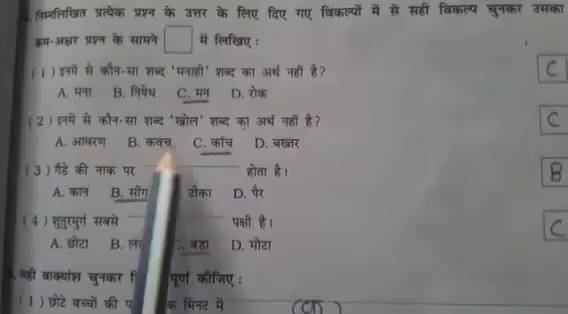 निम्नलिखित प्रत्येक प्रश्न के उत्तर के लिए दिए गए विकल्पों में से सही विकल्प चुनकर उसका
क्रम-अक्षर प्रश्न के सामने में लिखिए :
( 1 ) इनमें से कौन-सा शब्द 'मनाही' शब्द का अर्थ नहीं है? C
A. मना B. निषेध C. मन D. रोक
( 2 ) इनमें से कौन-सा शब्द 'खोल' शब्द का अर्थ नहीं है? C
A. आवरण B. कवच C. काँच D. बख्तर
( 3 ) गैंडे की नाक पर होता है। B
A. कान B. सींग टीका D. पैर
( 4 ) शुतुरमुर्ग सबसे पक्षी है। C
A. छोटा B. C. बड़ा D. मोटा
सही वाक्यांश चुनकर पूर्ण कीजिए :
( 1 ) छोटे बच्चों की मिनट में